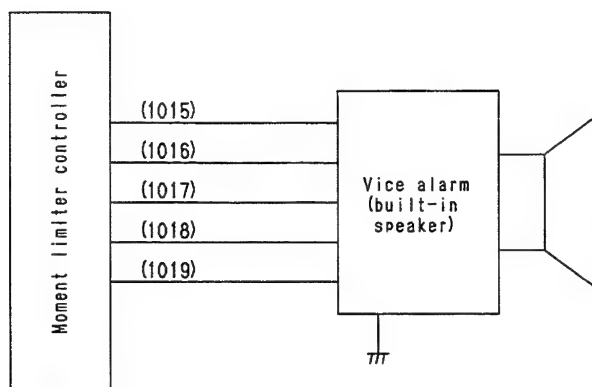 Moment limiter controller
(1015)
(1016)
(1017)
(1018)
(1019)
Vice alarm
(built-in
speaker)